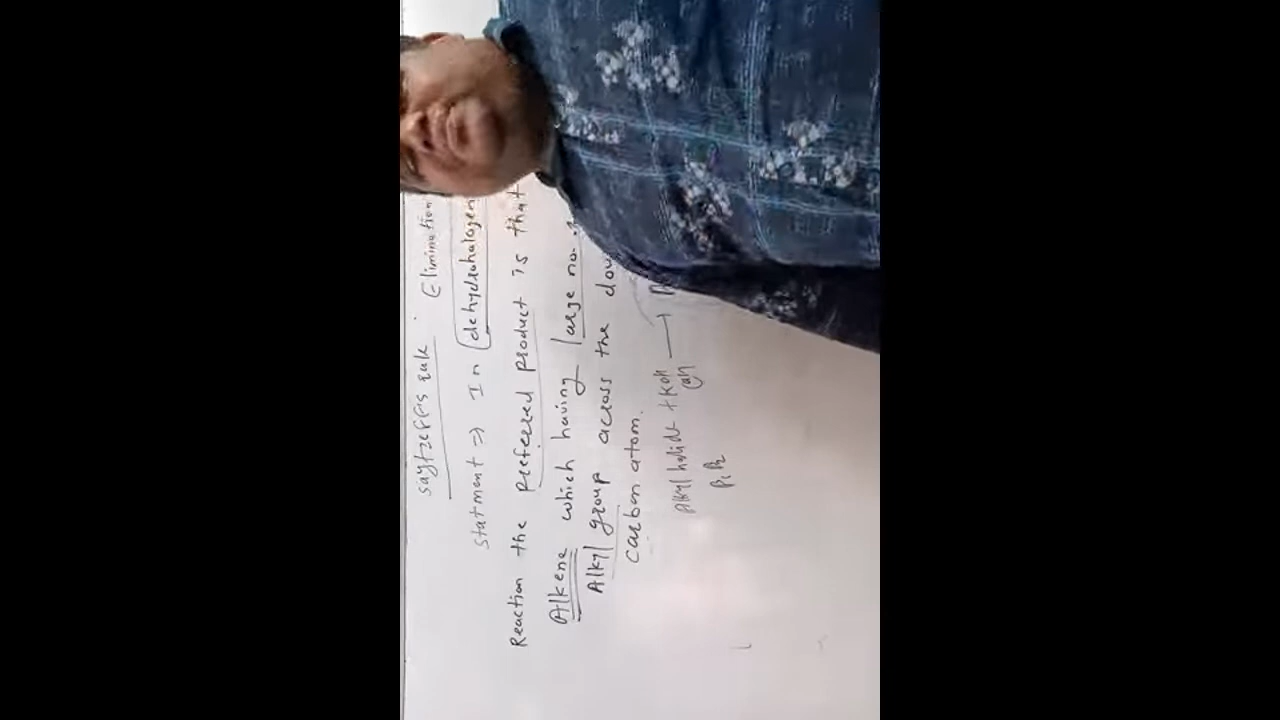 saytzeff's rule . Elimination
statment ⇒ In dehydrohalogen
Reaction the preferred product is that
Alkene which having large no.
Alkyl group across the dou
carbon atom.
Alkyl halide + KOH →